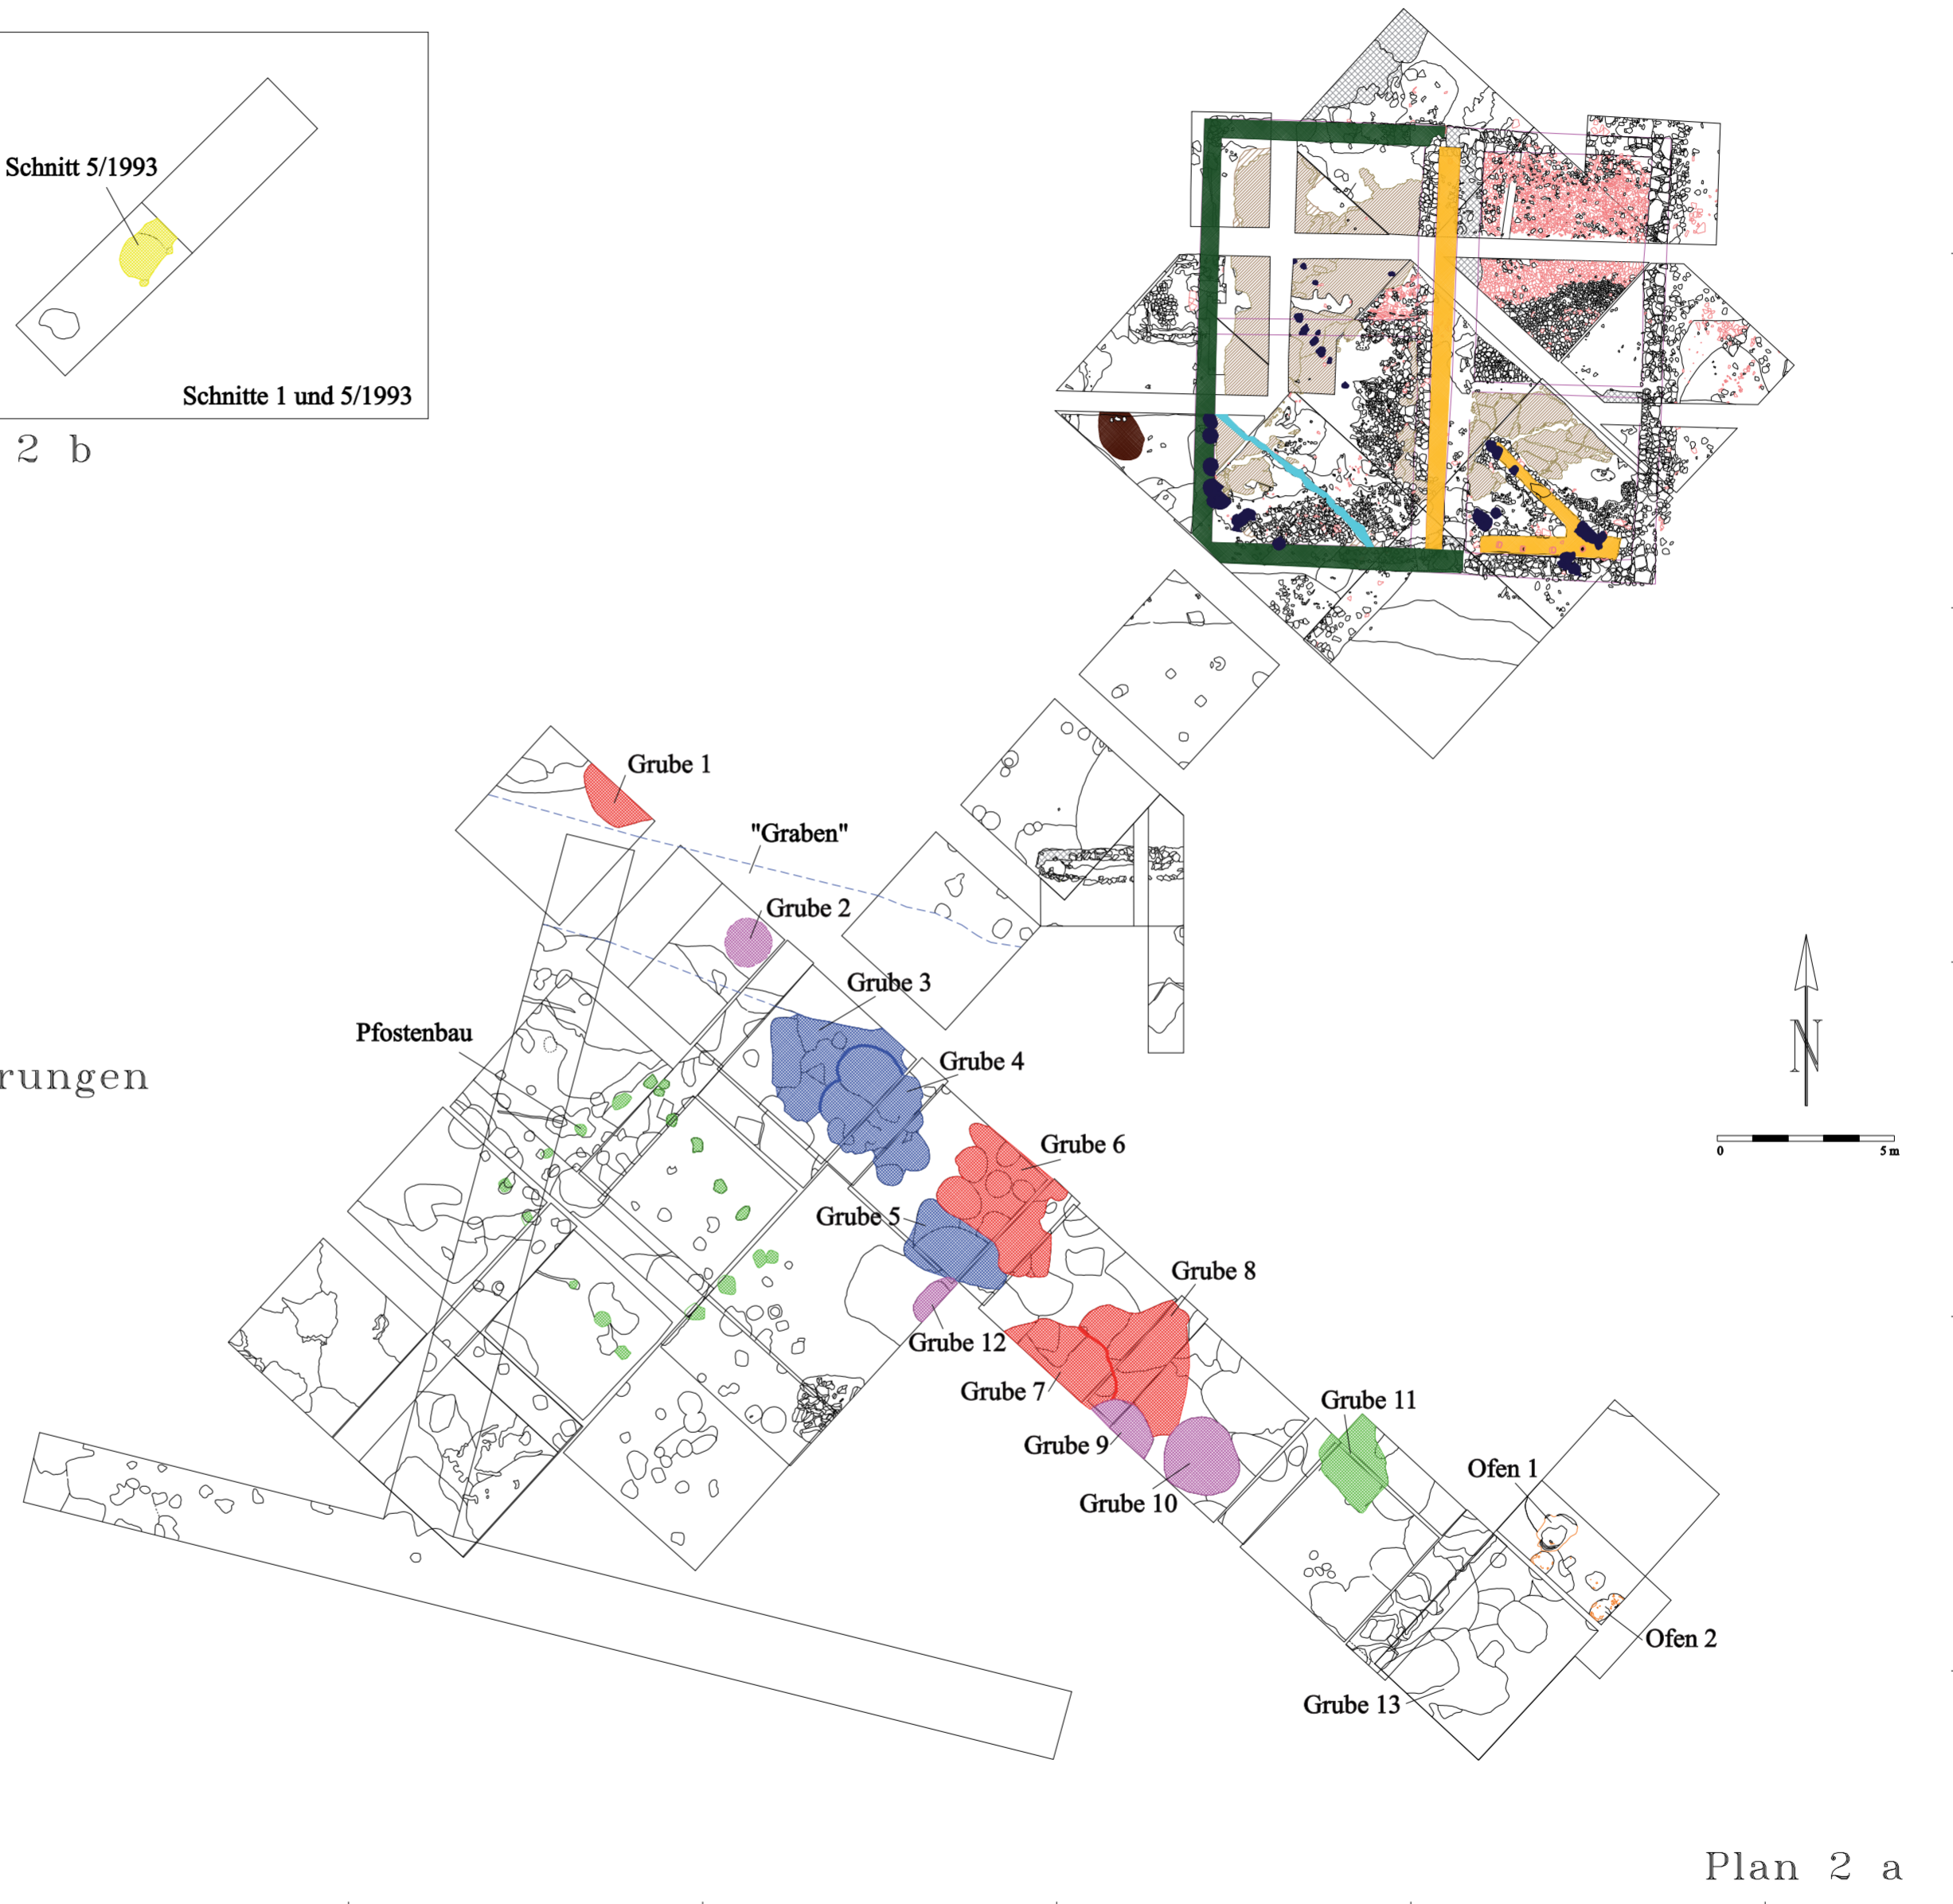 Schnitt 5/1993
Schnitte 1 und 5/1993
2 b
Grube 1
"Graben"
Grube 2
Grube 3
Pfostenbau
Grube 4
rungen
N
0 5 m
Grube 6
Grube 5
Grube 8
Grube 12
Grube 7
Grube 11
Grube 9
Ofen 1
Grube 10
Ofen 2
Grube 13
Plan 2 a